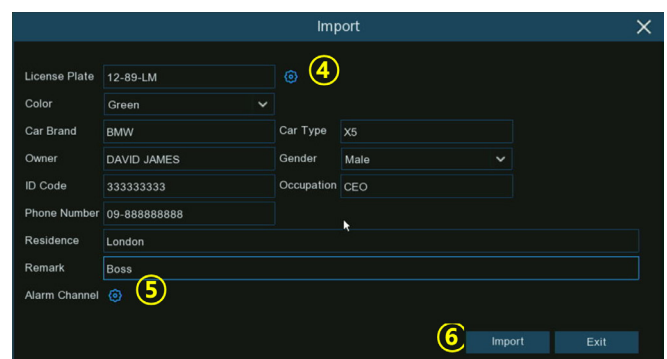 Import
License Plate 12-89-LM ④
Color Green
Car Brand BMW Car Type X5
Owner DAVID JAMES Gender Male
ID Code 333333333 Occupation CEO
Phone Number 09-888888888
Residence London
Remark Boss
Alarm Channel ⑤
⑥ Import Exit